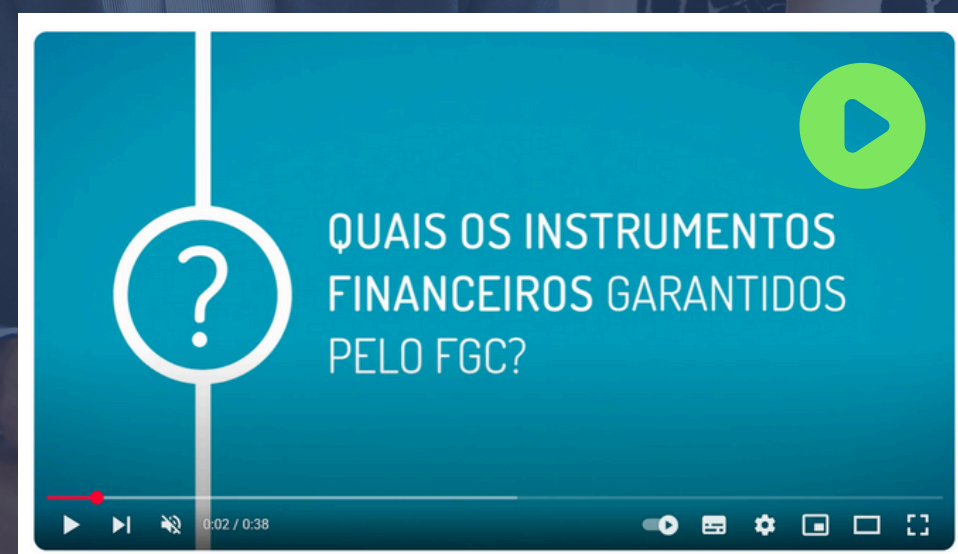 ?
QUAIS OS INSTRUMENTOS
FINANCEIROS GARANTIDOS
PELO FGC?
0:02 / 0:38